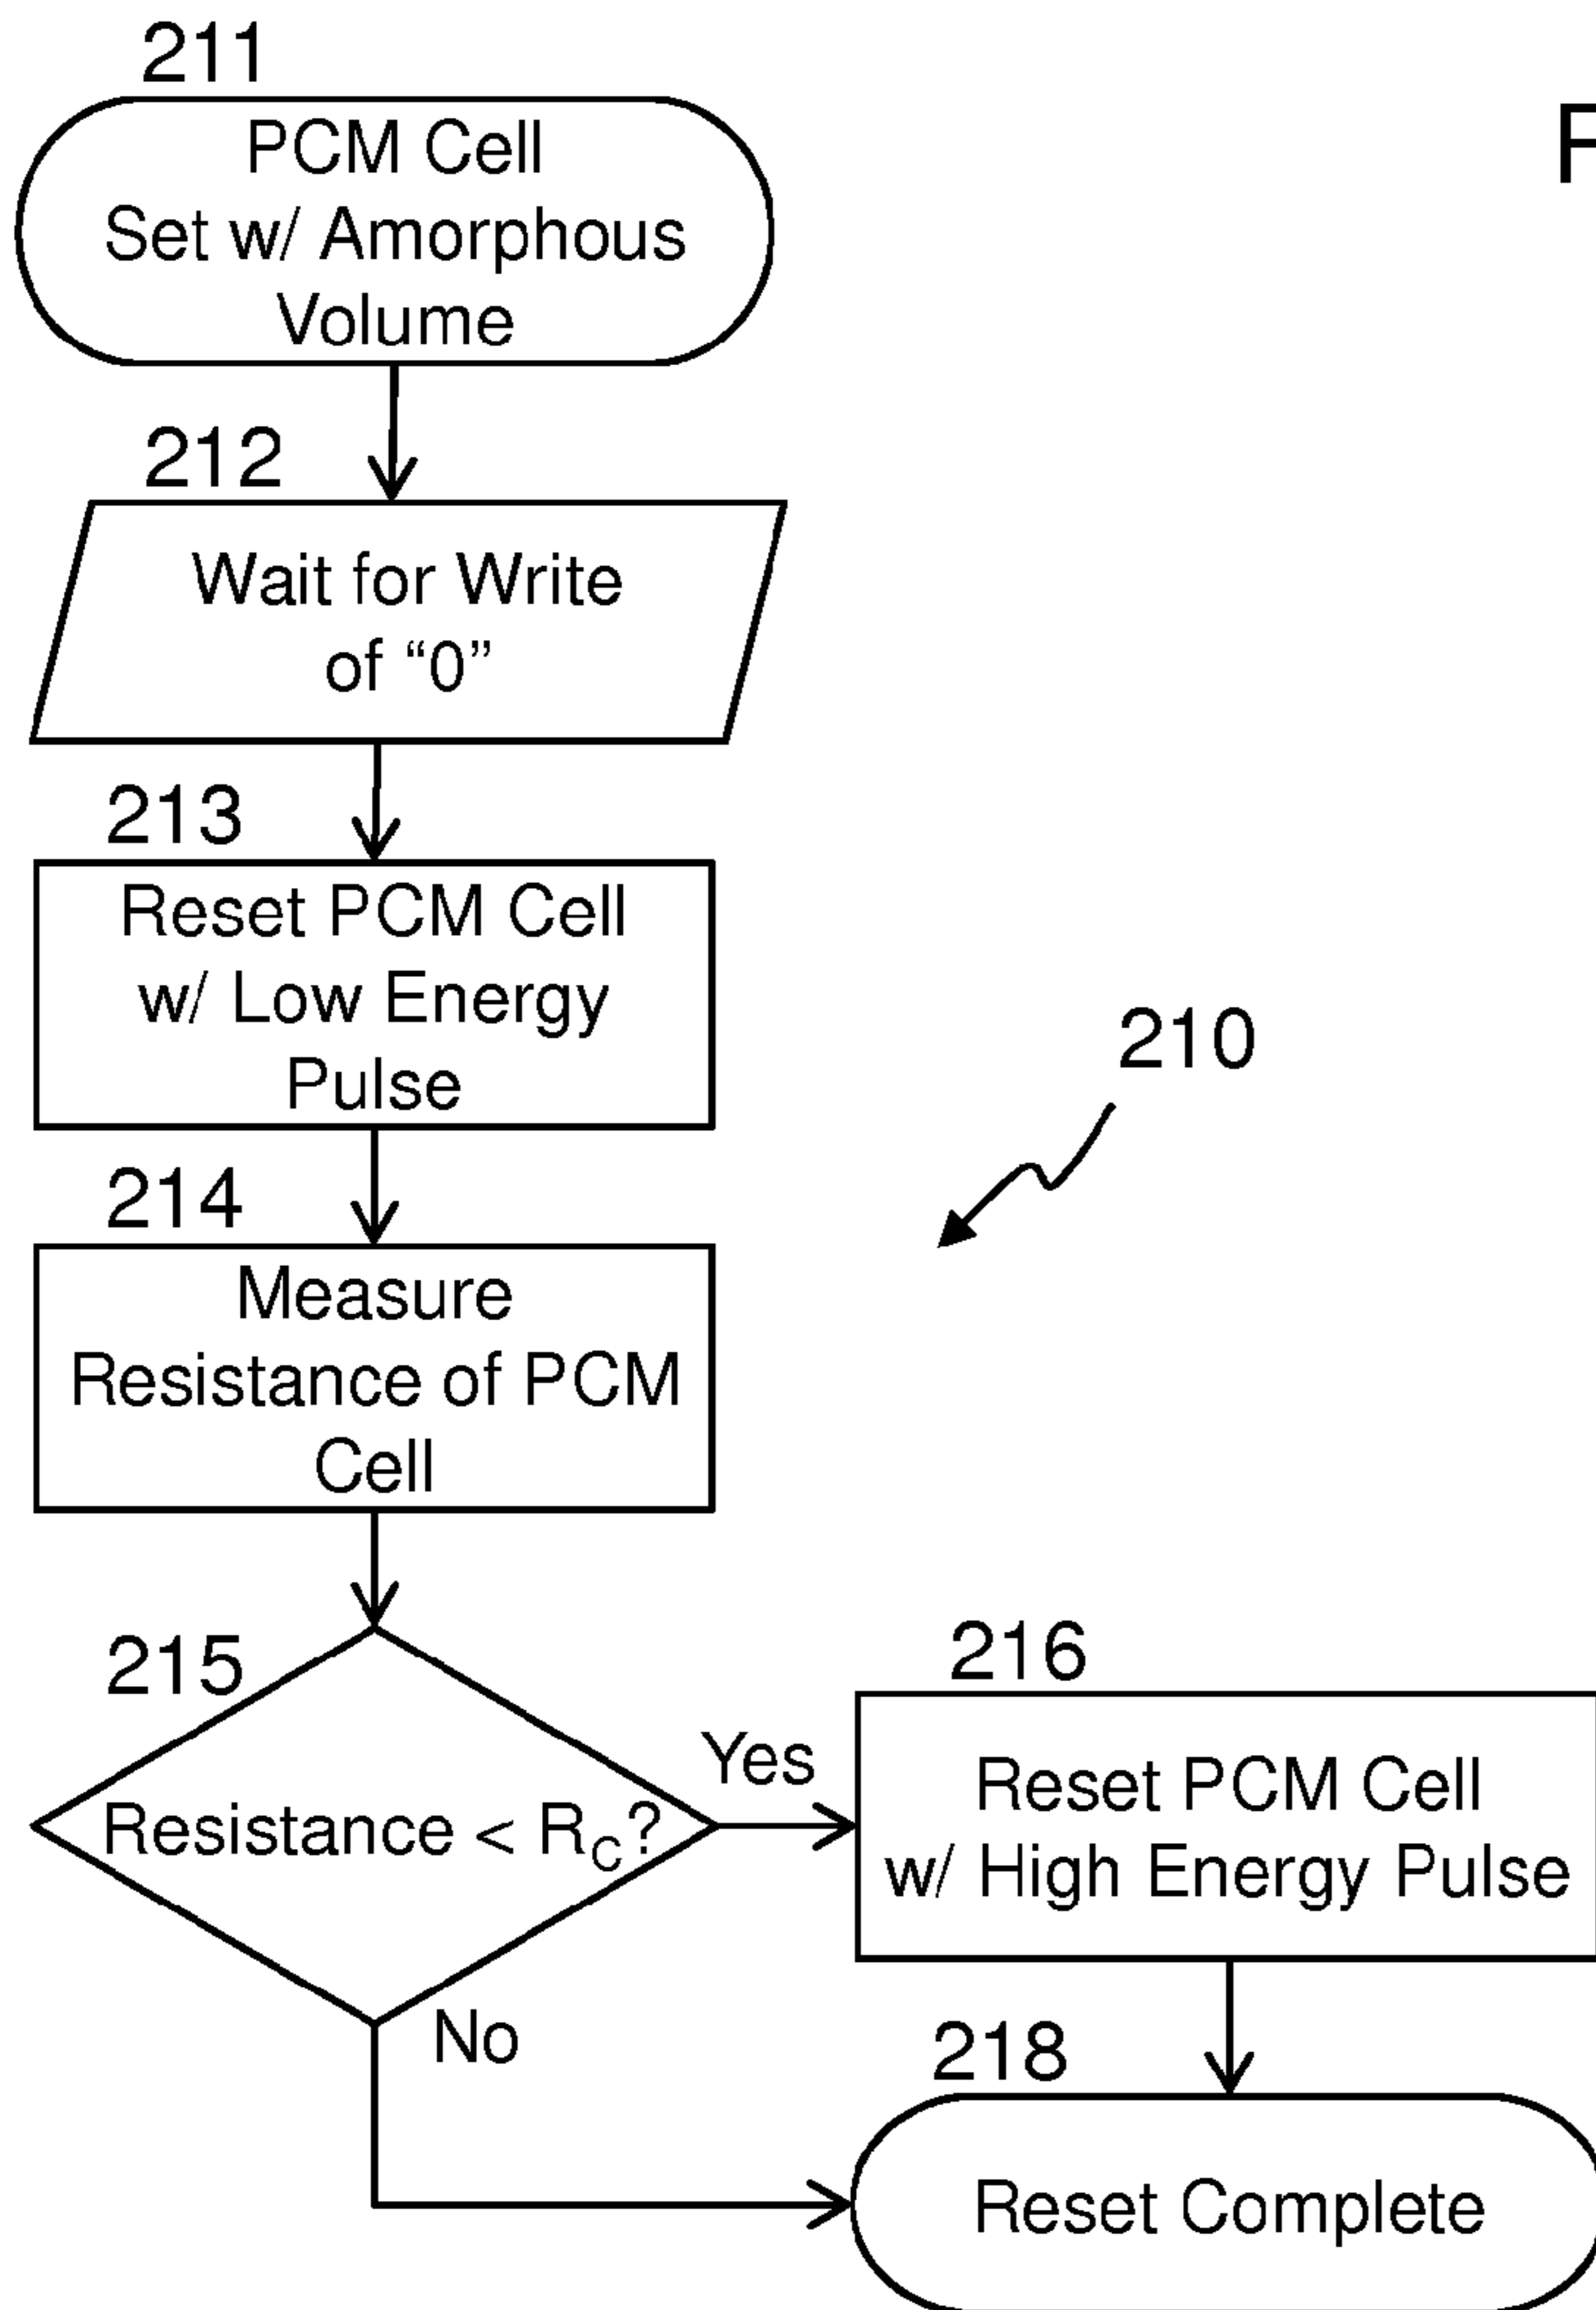 211
PCM Cell
Set w/ Amorphous
Volume
212
Wait for Write
of “0”
213
Reset PCM Cell
w/ Low Energy
Pulse
210
214
Measure
Resistance of PCM
Cell
215
Resistance < R_C?
Yes
No
216
Reset PCM Cell
w/ High Energy Pulse
218
Reset Complete